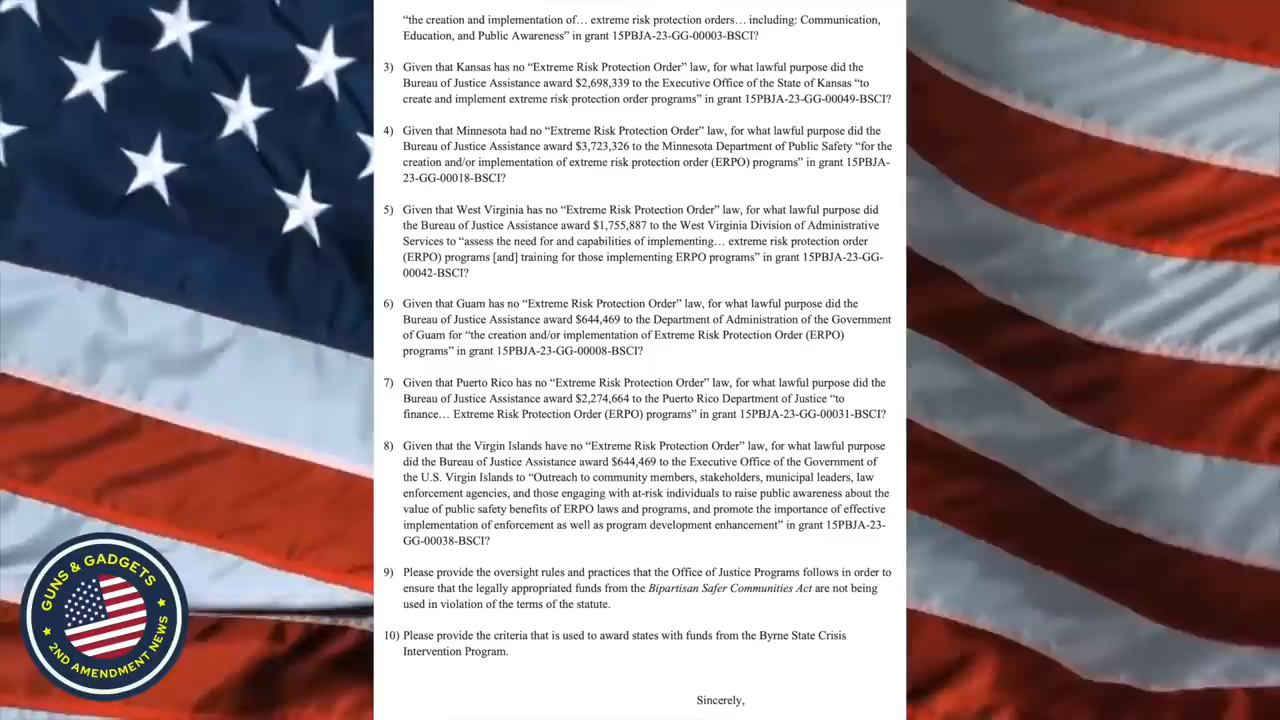 “the creation and implementation of… extreme risk protection orders… including: Communication,
Education, and Public Awareness” in grant 15PBJA-23-GG-00003-BSCI?
3) Given that Kansas has no “Extreme Risk Protection Order” law, for what lawful purpose did the
Bureau of Justice Assistance award $2,698,339 to the Executive Office of the State of Kansas “to
create and implement extreme risk protection order programs” in grant 15PBJA-23-GG-00049-BSCI?
4) Given that Minnesota had no “Extreme Risk Protection Order” law, for what lawful purpose did the
Bureau of Justice Assistance award $3,723,326 to the Minnesota Department of Public Safety “for the
creation and/or implementation of extreme risk protection order (ERPO) programs” in grant 15PBJA-
23-GG-00018-BSCI?
5) Given that West Virginia has no “Extreme Risk Protection Order” law, for what lawful purpose did
the Bureau of Justice Assistance award $1,755,887 to the West Virginia Division of Administrative
Services to “assess the need for and capabilities of implementing… extreme risk protection order
(ERPO) programs [and] training for those implementing ERPO programs” in grant 15PBJA-23-GG-
00042-BSCI?
6) Given that Guam has no “Extreme Risk Protection Order” law, for what lawful purpose did the
Bureau of Justice Assistance award $644,469 to the Department of Administration of the Government
of Guam for “the creation and/or implementation of Extreme Risk Protection Order (ERPO)
programs” in grant 15PBJA-23-GG-00008-BSCI?
7) Given that Puerto Rico has no “Extreme Risk Protection Order” law, for what lawful purpose did the
Bureau of Justice Assistance award $2,274,664 to the Puerto Rico Department of Justice “to
finance… Extreme Risk Protection Order (ERPO) programs” in grant 15PBJA-23-GG-00031-BSCI?
8) Given that the Virgin Islands have no “Extreme Risk Protection Order” law, for what lawful purpose
did the Bureau of Justice Assistance award $644,469 to the Executive Office of the Government of
the U.S. Virgin Islands to “Outreach to community members, stakeholders, municipal leaders, law
enforcement agencies, and those engaging with at-risk individuals to raise public awareness about the
value of public safety benefits of ERPO laws and programs, and promote the importance of effective
implementation of enforcement as well as program development enhancement” in grant 15PBJA-23-
GG-00038-BSCI?
9) Please provide the oversight rules and practices that the Office of Justice Programs follows in order to
ensure that the legally appropriated funds from the Bipartisan Safer Communities Act are not being
used in violation of the terms of the statute.
10) Please provide the criteria that is used to award states with funds from the Byrne State Crisis
Intervention Program.
Sincerely,
GUNS & GADGETS
2ND AMENDMENT NEWS